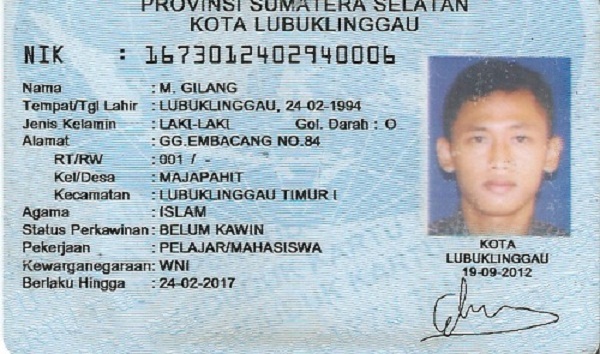 PROVINSI SUMATERA SELATAN
KOTA LUBUKLINGGAU
NIK : 1673012402940006
Nama : M. GILANG
Tempat/Tgl Lahir : LUBUKLINGGAU, 24-02-1994
Jenis Kelamin : LAKI-LAKI Gol. Darah : O
Alamat : GG.EMBACANG NO.84
RT/RW : 001 / -
Kel/Desa : MAJAPAHIT
Kecamatan : LUBUKLINGGAU TIMUR I
Agama : ISLAM
Status Perkawinan: BELUM KAWIN
Pekerjaan : PELAJAR/MAHASISWA
Kewarganegaraan: WNI
Berlaku Hingga : 24-02-2017
KOTA
LUBUKLINGGAU
19-09-2012